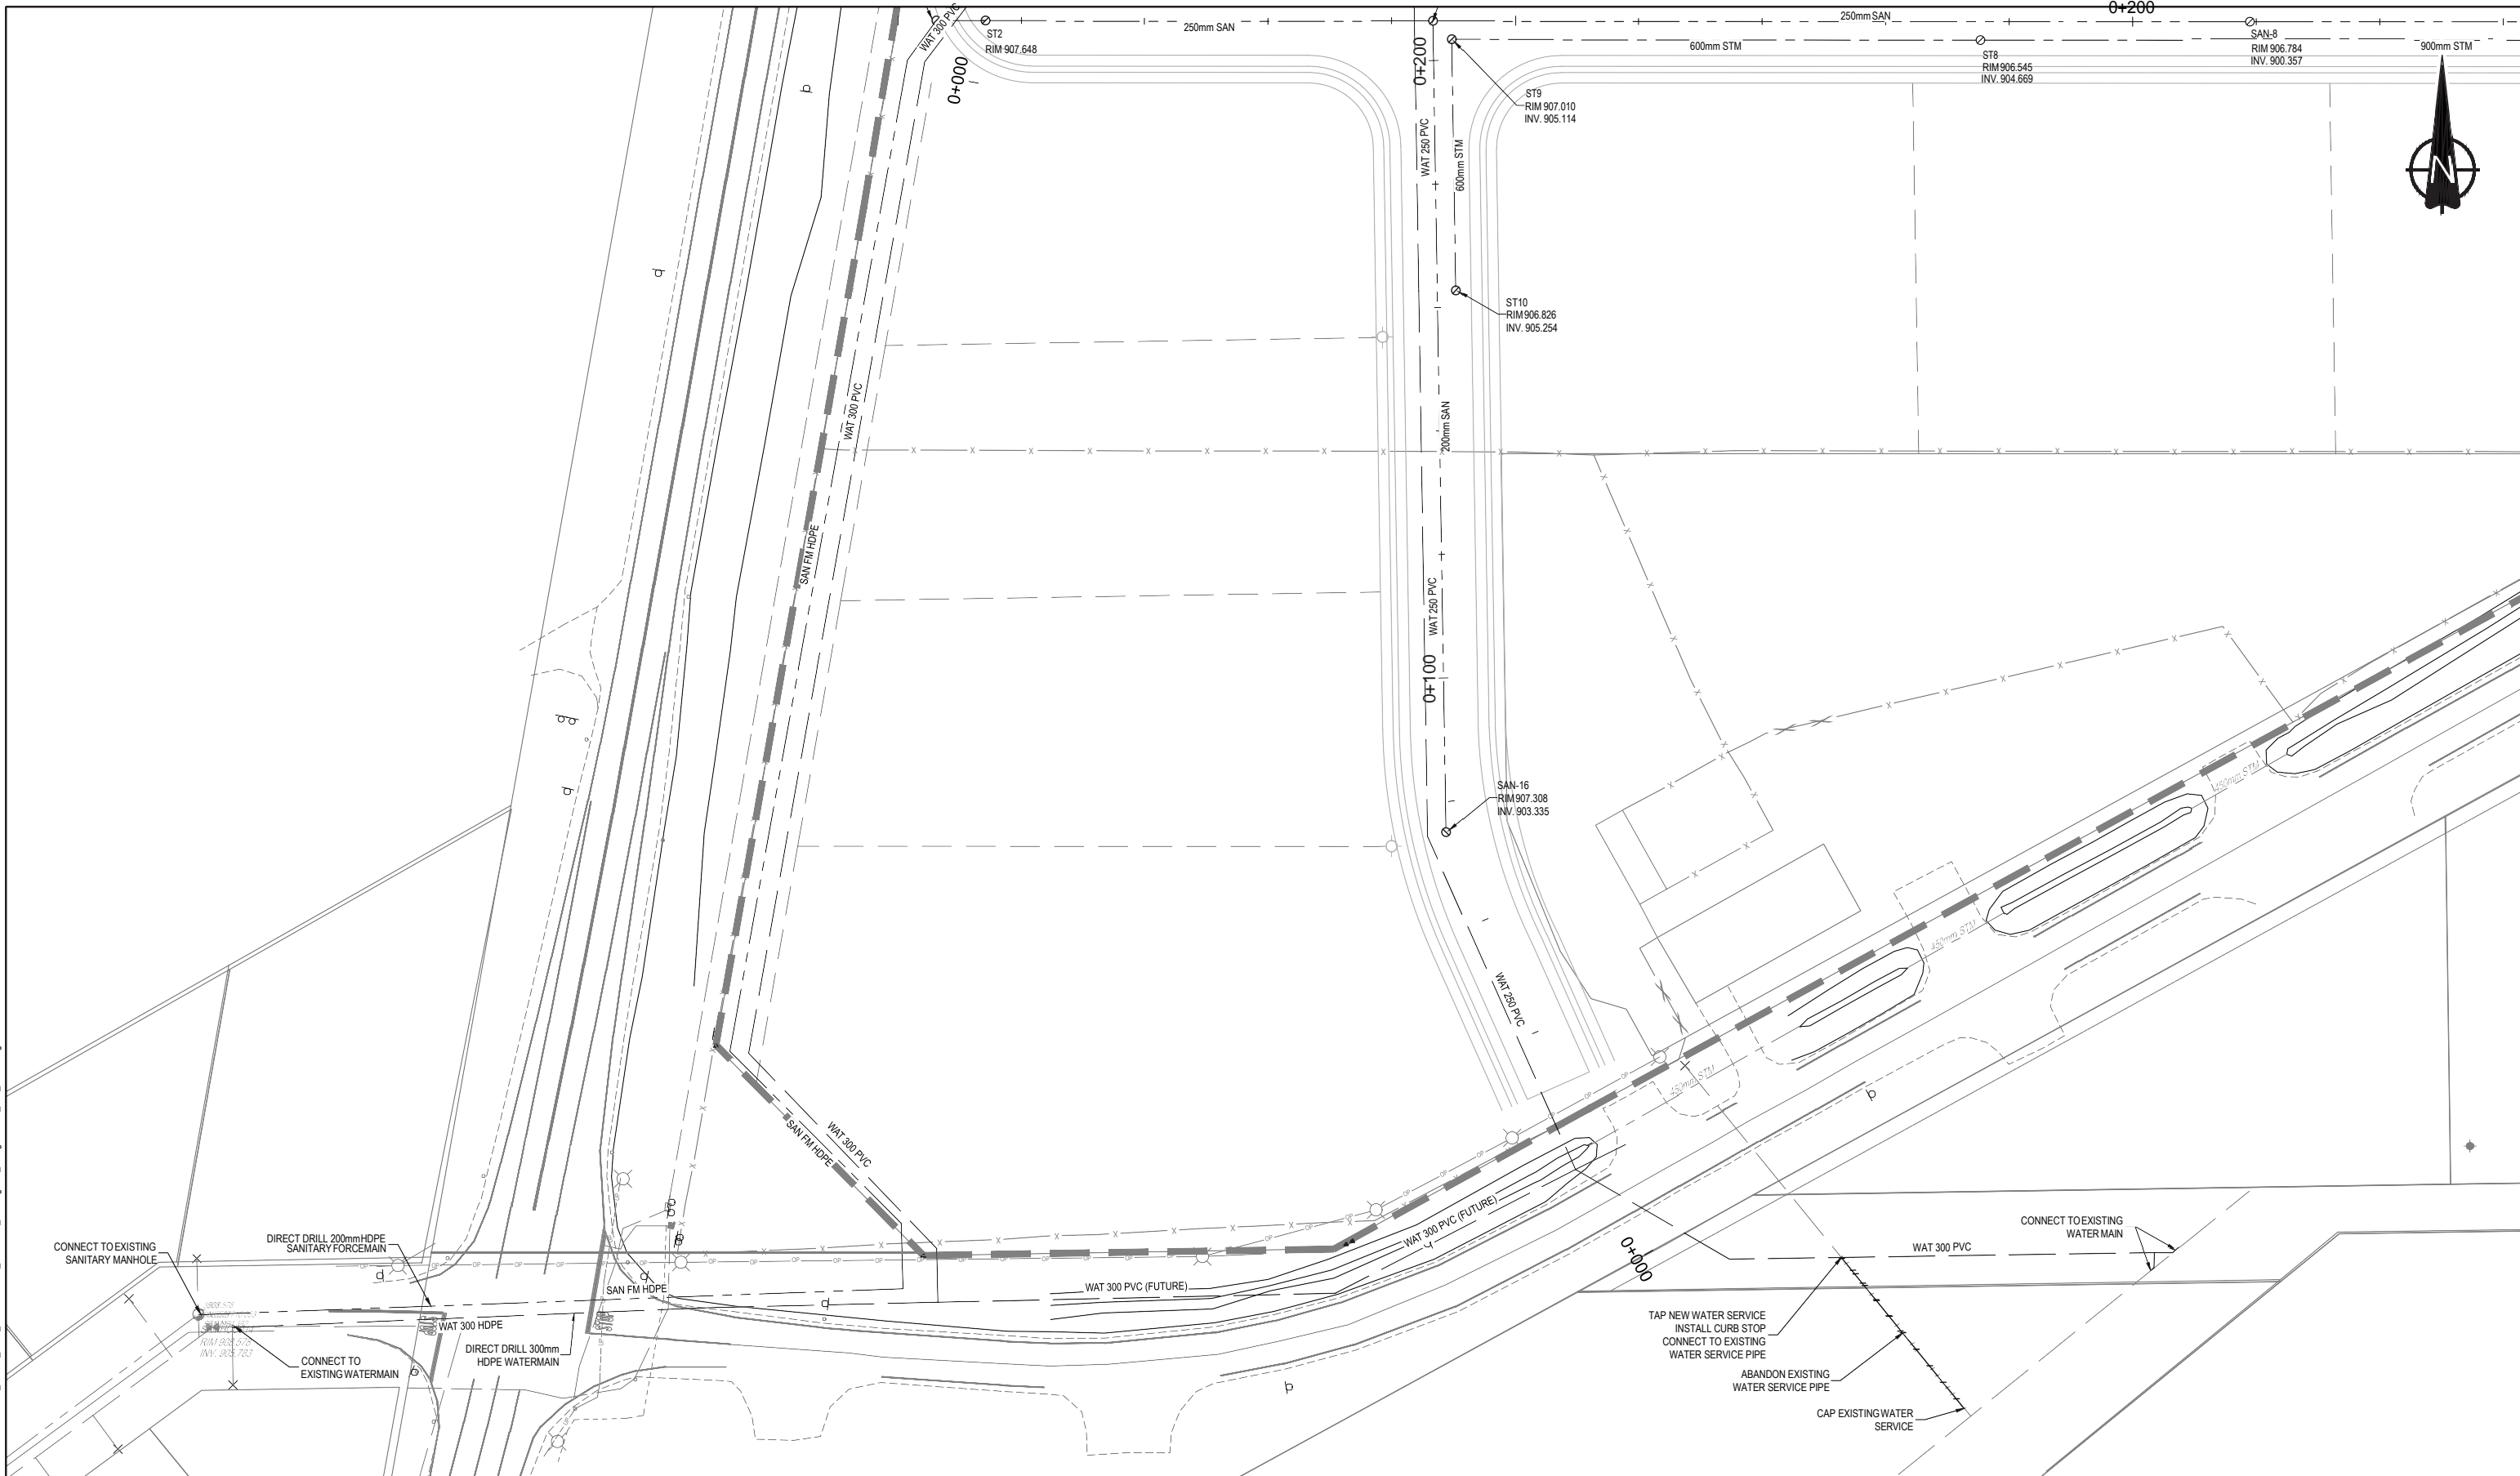 WAT 300 PVC
ST2
RIM 907.648
250mm SAN
0+000
0+200
250mm SAN
0+200
600mm STM
ST8
RIM 906.545
INV. 904.669
SAN-8
RIM 906.784
INV. 900.357
900mm STM
ST9
RIM 907.010
INV. 905.114
WAT 250 PVC
600mm STM
N
ST10
RIM 906.826
INV. 905.254
WAT 300 PVC
200mm SAN
SAN FM HDPE
WAT 250 PVC
0+100
SAN-16
RIM 907.308
INV. 903.335
450mm STM
450mm STM
WAT 250 PVC
450mm STM
SAN FM HDPE
WAT 300 PVC
WAT 300 PVC (FUTURE)
CONNECT TO EXISTING
SANITARY MANHOLE
DIRECT DRILL 200mm HDPE
SANITARY FORCEMAIN
SAN FM HDPE
WAT 300 PVC (FUTURE)
0+000
WAT 300 PVC
CONNECT TO EXISTING
WATER MAIN
WAT 300 HDPE
RIM 908.578
INV. 905.783
CONNECT TO
EXISTING WATERMAIN
DIRECT DRILL 300mm
HDPE WATERMAIN
TAP NEW WATER SERVICE
INSTALL CURB STOP
CONNECT TO EXISTING
WATER SERVICE PIPE
ABANDON EXISTING
WATER SERVICE PIPE
CAP EXISTING WATER
SERVICE